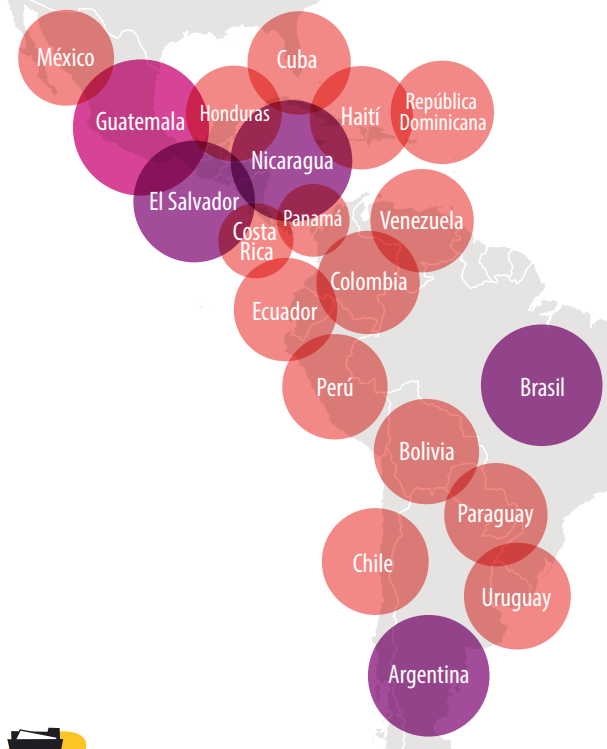 México
Cuba
Guatemala
Honduras
Haití
República
Dominicana
Nicaragua
El Salvador
Panamá
Venezuela
Costa
Rica
Colombia
Ecuador
Perú
Brasil
Bolivia
Paraguay
Chile
Uruguay
Argentina